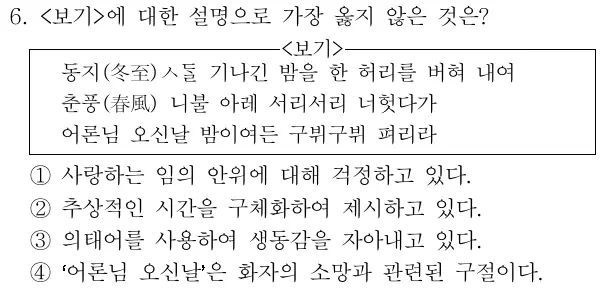 6. <보기>에 대한 설명으로 가장 옳지 않은 것은?
<보기>
동지(冬至)ㅅᄃᆞᆯ 기나긴 밤을 한 허리를 버혀 내여
춘풍(春風) 니불 아레 서리서리 너헛다가
어론님 오신날 밤이여든 구뷔구뷔 펴리라
① 사랑하는 임의 안위에 대해 걱정하고 있다.
② 추상적인 시간을 구체화하여 제시하고 있다.
③ 의태어를 사용하여 생동감을 자아내고 있다.
④ ‘어론님 오신날’은 화자의 소망과 관련된 구절이다.